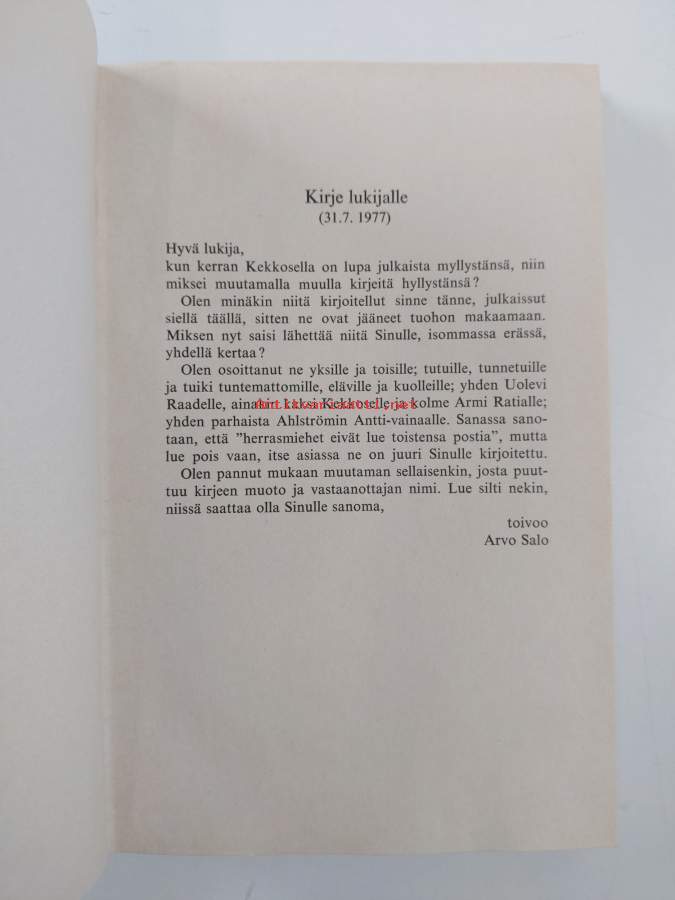 Kirje lukijalle
(31.7. 1977)
Hyvä lukija,
kun kerran Kekkosella on lupa julkaista myllystänsä, niin
miksei muutamalla muulla kirjeitä hyllystänsä?
Olen minäkin niitä kirjoitellut sinne tänne, julkaissut
siellä täällä, sitten ne ovat jääneet tuohon makaamaan.
Miksen nyt saisi lähettää niitä Sinulle, isommassa erässä,
yhdellä kertaa?
Olen osoittanut ne yksille ja toisille; tutuille, tunnetuille
ja tuiki tuntemattomille, eläville ja kuolleille; yhden Uolevi
Raadelle, ainakin kaksi Kekkoselle ja kolme Armi Ratialle;
yhden parhaista Ahlströmin Antti-vainaalle. Sanassa sano-
taan, että ”herrasmiehet eivät lue toistensa postia”, mutta
lue pois vaan, itse asiassa ne on juuri Sinulle kirjoitettu.
Olen pannut mukaan muutaman sellaisenkin, josta puut-
tuu kirjeen muoto ja vastaanottajan nimi. Lue silti nekin,
niissä saattaa olla Sinulle sanoma,
toivoo
Arvo Salo